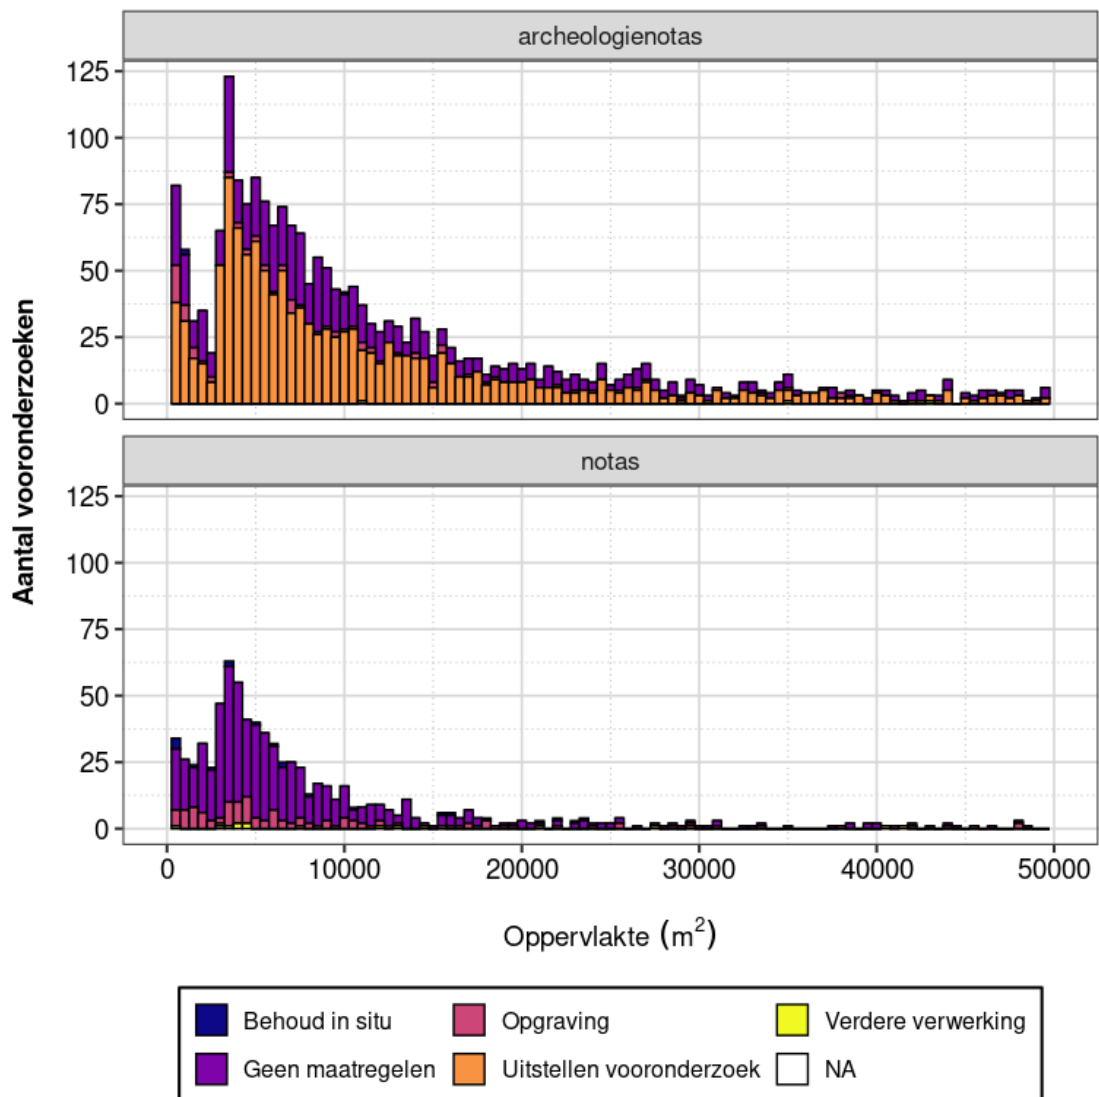 archeologienotas
125
100
75
50
25
0
notas
125
100
75
50
25
0
0 10000 20000 30000 40000 50000
Aantal vooronderzoeken
Oppervlakte (m²)
Behoud in situ Opgraving Verdere verwerking
Geen maatregelen Uitstellen vooronderzoek NA